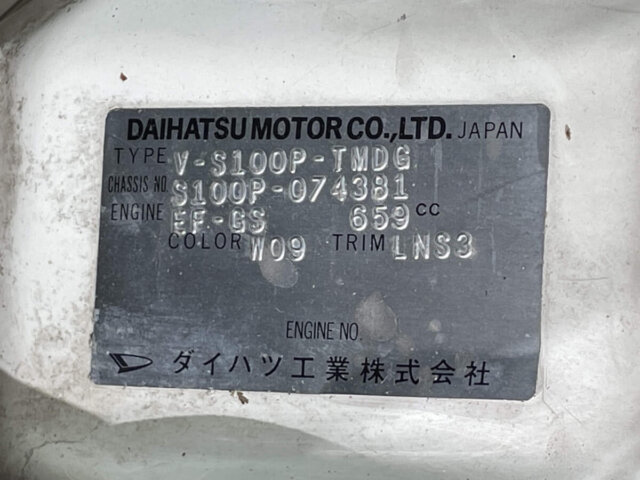 DAIHATSU MOTOR CO.,LTD. JAPAN
TYPE V-S100P-TMDG
CHASSIS NO. S100P-074381
ENGINE EF-GS 659 CC
COLOR W09 TRIM LNS3
ENGINE NO.
ダイハツ工業株式会社